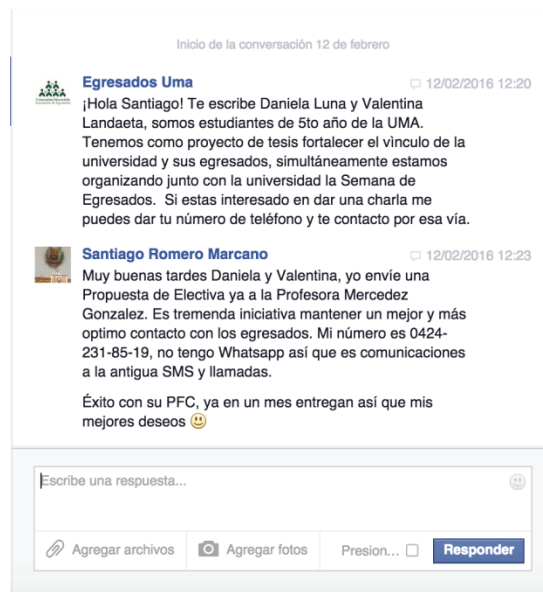 Inicio de la conversación 12 de febrero
Egresados Uma 12/02/2016 12:20
¡Hola Santiago! Te escribe Daniela Luna y Valentina
Landaeta, somos estudiantes de 5to año de la UMA.
Tenemos como proyecto de tesis fortalecer el vìnculo de la
universidad y sus egresados, simultáneamente estamos
organizando junto con la universidad la Semana de
Egresados. Si estas interesado en dar una charla me
puedes dar tu número de teléfono y te contacto por esa vía.
Santiago Romero Marcano 12/02/2016 12:23
Muy buenas tardes Daniela y Valentina, yo envíe una
Propuesta de Electiva ya a la Profesora Mercedez
Gonzalez. Es tremenda iniciativa mantener un mejor y más
optimo contacto con los egresados. Mi número es 0424-
231-85-19, no tengo Whatsapp así que es comunicaciones
a la antigua SMS y llamadas.
Éxito con su PFC, ya en un mes entregan así que mis
mejores deseos
Escribe una respuesta...
Agregar archivos Agregar fotos Presion... Responder